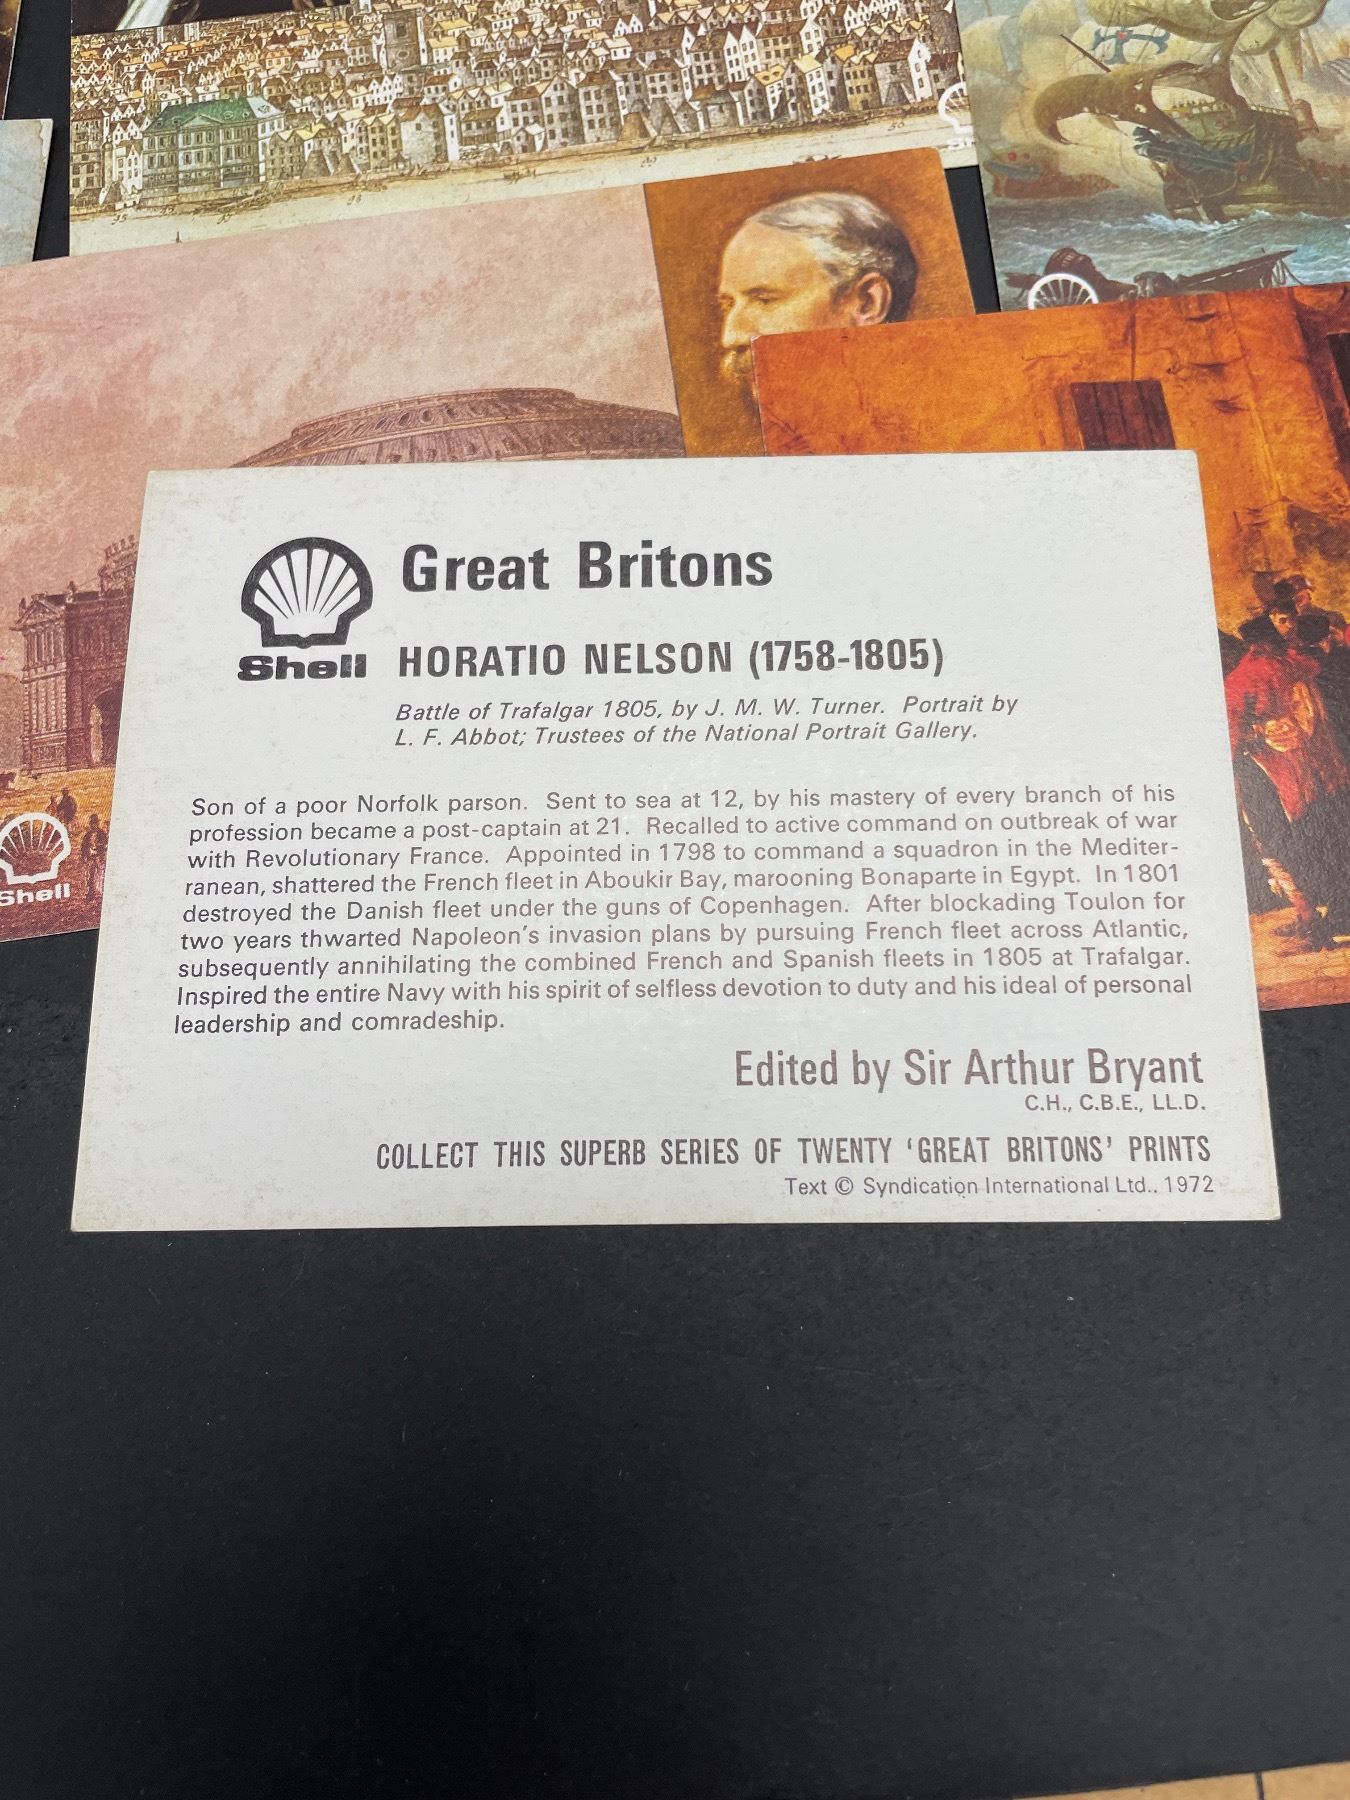 Great Britons
Shell
HORATIO NELSON (1758-1805)
Battle of Trafalgar 1805, by J. M. W. Turner. Portrait by
L. F. Abbot; Trustees of the National Portrait Gallery.
Son of a poor Norfolk parson. Sent to sea at 12, by his mastery of every branch of his
profession became a post-captain at 21. Recalled to active command on outbreak of war
with Revolutionary France. Appointed in 1798 to command a squadron in the Mediter-
ranean, shattered the French fleet in Aboukir Bay, marooning Bonaparte in Egypt. In 1801
destroyed the Danish fleet under the guns of Copenhagen. After blockading Toulon for
two years thwarted Napoleon's invasion plans by pursuing French fleet across Atlantic,
subsequently annihilating the combined French and Spanish fleets in 1805 at Trafalgar.
Inspired the entire Navy with his spirit of selfless devotion to duty and his ideal of personal
leadership and comradeship.
Edited by Sir Arthur Bryant
C.H., C.B.E., LL.D.
COLLECT THIS SUPERB SERIES OF TWENTY 'GREAT BRITONS' PRINTS
Text © Syndication International Ltd., 1972
Shell